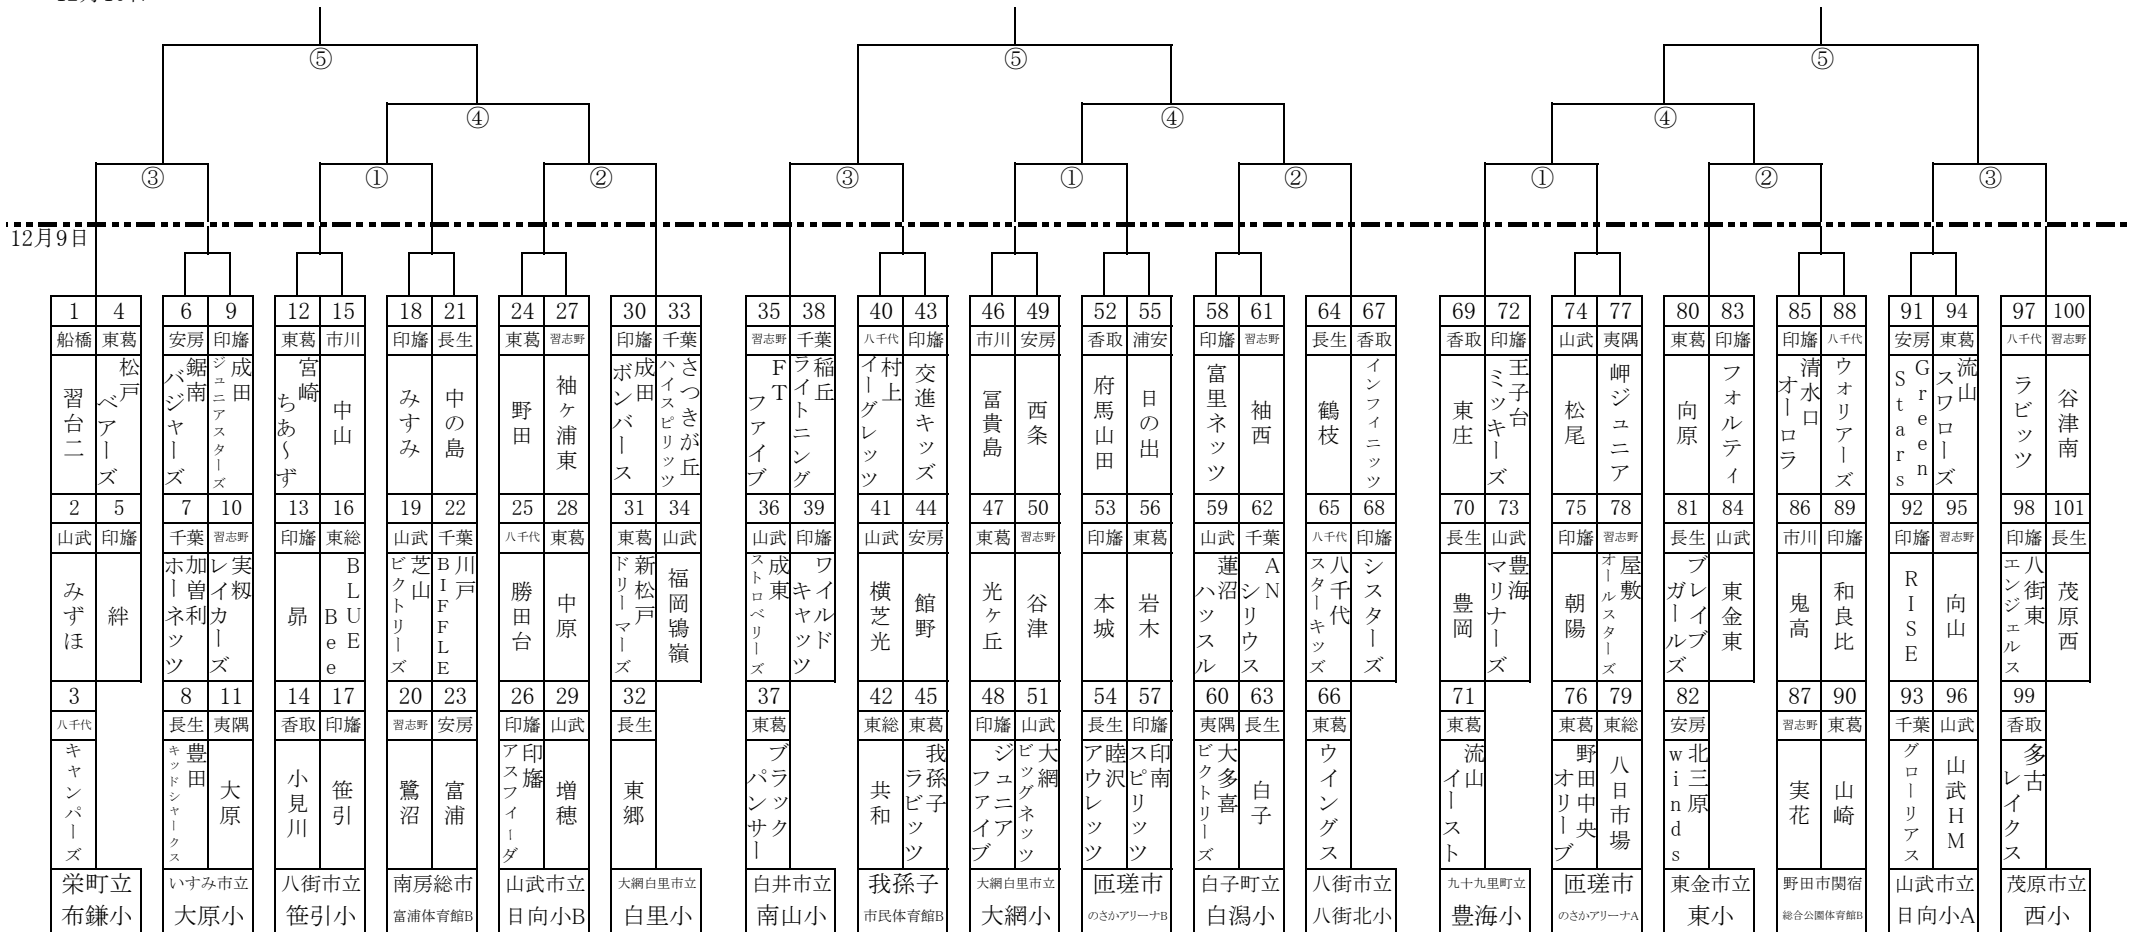 ⑤ ⑤ ⑤
④ ④ ④
③ ① ② ③ ① ② ① ② ③
12月9日
1 4 6 9 12 15 18 21 24 27 30 33 35 38 40 43 46 49 52 55 58 61 64 67 69 72 74 77 80 83 85 88 91 94 97 100
船橋 東葛 安房 印旛 東葛 市川 印旛 長生 東葛 習志野 印旛 千葉 習志野 千葉 八千代 印旛 市川 安房 香取 浦安 印旛 習志野 長生 香取 香取 印旛 山武 夷隅 東葛 印旛 印旛 八千代 安房 東葛 八千代 習志野
習台二
松戸ベアーズ
鋸南バジャーズ
成田ジュニアスターズ
宮崎ちあ～ず
中山
みすみ
中の島
野田
袖ヶ浦東
成田ボンバース
さつきが丘ハイスピリッツ
FTファイブ
稲丘ライトニング
村上イーグレッツ
交進キッズ
冨貴島
西条
府馬山田
日の出
富里ネッツ
袖西
鶴枝
インフィニッツ
東庄
王子台ミッキーズ
松尾
岬ジュニア
向原
フォルティ
清水口オーロラ
ウオリアーズ
Green Stars
流山スワローズ
ラビッツ
谷津南
2 5 7 10 13 16 19 22 25 28 31 34 36 39 41 44 47 50 53 56 59 62 65 68 70 73 75 78 81 84 86 89 92 95 98 101
山武 印旛 千葉 習志野 印旛 東総 山武 千葉 八千代 東葛 東葛 山武 山武 印旛 山武 安房 東葛 習志野 印旛 東葛 山武 千葉 八千代 印旛 長生 山武 印旛 習志野 長生 山武 市川 印旛 印旛 習志野 印旛 長生
みずほ
絆
加曽利ホーネッツ
実籾レイカーズ
昴
BLUE Bee
芝山ビクトリーズ
川戸BIFFLE
勝田台
中原
新松戸ドリーマーズ
福岡鴇嶺
成東ストロベリーズ
ワイルドキャッツ
横芝光
館野
光ヶ丘
谷津
本城
岩木
蓮沼ハッスル
ANシリウス
八千代スターキッズ
シスターズ
豊岡
豊海マリナーズ
朝陽
屋敷オールスターズ
ブレイブガールズ
東金東
鬼高
和良比
RISE
向山
八街東エンジェルス
茂原西
3 8 11 14 17 20 23 26 29 32 37 42 45 48 51 54 57 60 63 66 71 76 79 82 87 90 93 96 99
八千代 長生 夷隅 香取 印旛 習志野 安房 印旛 山武 長生 東葛 東総 東葛 印旛 山武 長生 印旛 夷隅 長生 東葛 東葛 東葛 東総 安房 習志野 東葛 千葉 山武 香取
キャンパーズ
豊田キッドシャークス
大原
小見川
笹引
鷺沼
富浦
印旛アスフィーダ
増穂
東郷
ブラックパンサー
共和
我孫子ラビッツ
ジュニアファイブ
大網ビッグネッツ
睦沢アウレッツ
印南スピリッツ
大多喜ビクトリーズ
白子
ウイングス
流山イースト
野田中央オリーブ
八日市場
北三原winds
実花
山崎
グローリアス
山武HM
多古レイクス
栄町立 いすみ市立 八街市立 南房総市 山武市立 大網白里市立 白井市立 我孫子 大網白里市立 匝瑳市 白子町立 八街市立 九十九里町立 匝瑳市 東金市立 野田市関宿 山武市立 茂原市立
布鎌小 大原小 笹引小 富浦体育館B 日向小B 白里小 南山小 市民体育館B 大網小 のさかアリーナB 白潟小 八街北小 豊海小 のさかアリーナA 東小 総合公園体育館B 日向小A 西小